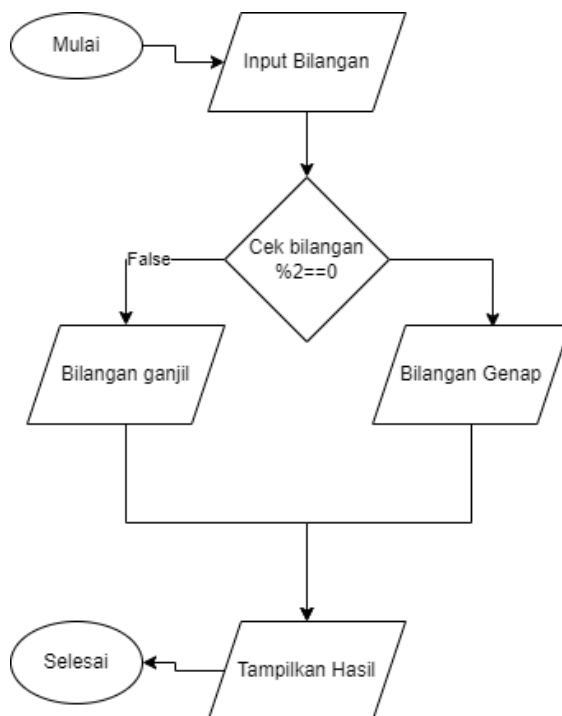 Mulai
Input Bilangan
Cek bilangan
%2==0
False
Bilangan ganjil
Bilangan Genap
Selesai
Tampilkan Hasil